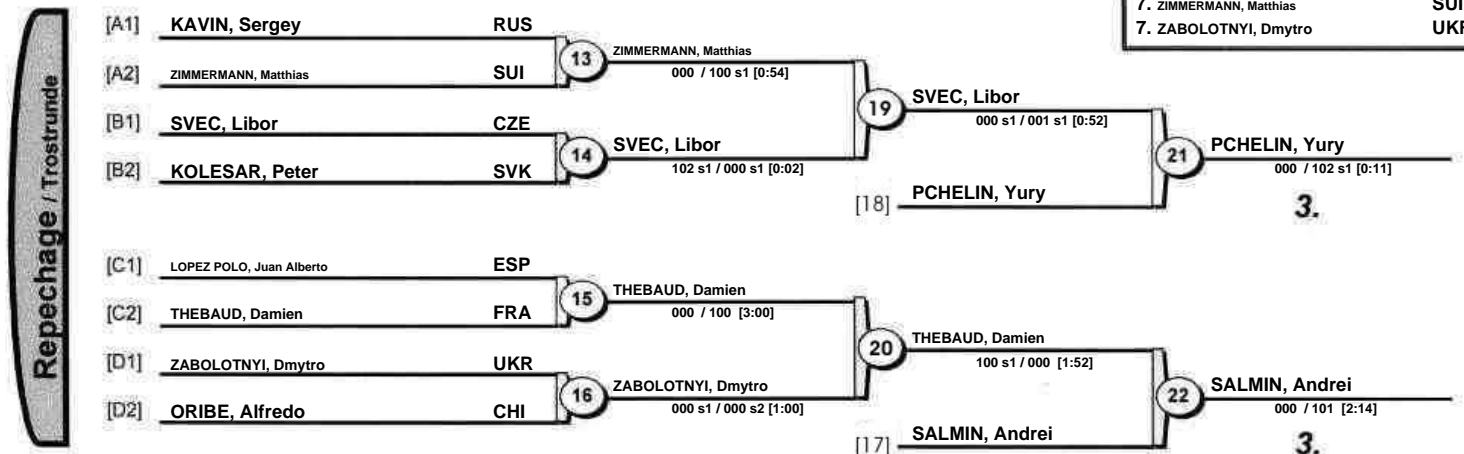 7. ZIMMERMANN, Matthias SUI
7. ZABOLOTNYI, Dmytro UKR
Repechage / Trostrunde
[A1] KAVIN, Sergey RUS
[A2] ZIMMERMANN, Matthias SUI
13
ZIMMERMANN, Matthias
000 / 100 s1 [0:54]
[B1] SVEC, Libor CZE
[B2] KOLESAR, Peter SVK
14
SVEC, Libor
102 s1 / 000 s1 [0:02]
19
SVEC, Libor
000 s1 / 001 s1 [0:52]
[18] PCHELIN, Yury
21
PCHELIN, Yury
000 / 102 s1 [0:11]
3.
[C1] LOPEZ POLO, Juan Alberto ESP
[C2] THEBAUD, Damien FRA
15
THEBAUD, Damien
000 / 100 [3:00]
[D1] ZABOLOTNYI, Dmytro UKR
[D2] ORIBE, Alfredo CHI
16
ZABOLOTNYI, Dmytro
000 s1 / 000 s2 [1:00]
20
THEBAUD, Damien
100 s1 / 000 [1:52]
[17] SALMIN, Andrei
22
SALMIN, Andrei
000 / 101 [2:14]
3.